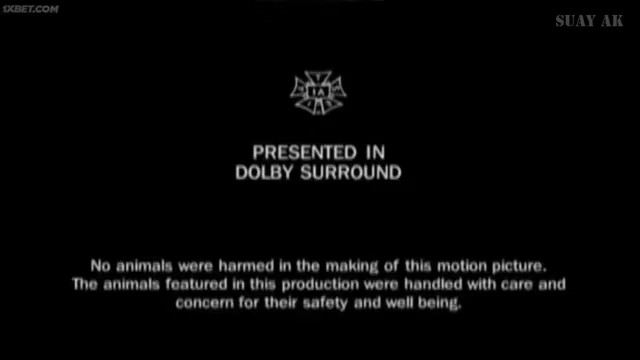 1XBET.COM
SUAY AK
IA
PRESENTED IN
DOLBY SURROUND
No animals were harmed in the making of this motion picture.
The animals featured in this production were handled with care and
concern for their safety and well being.